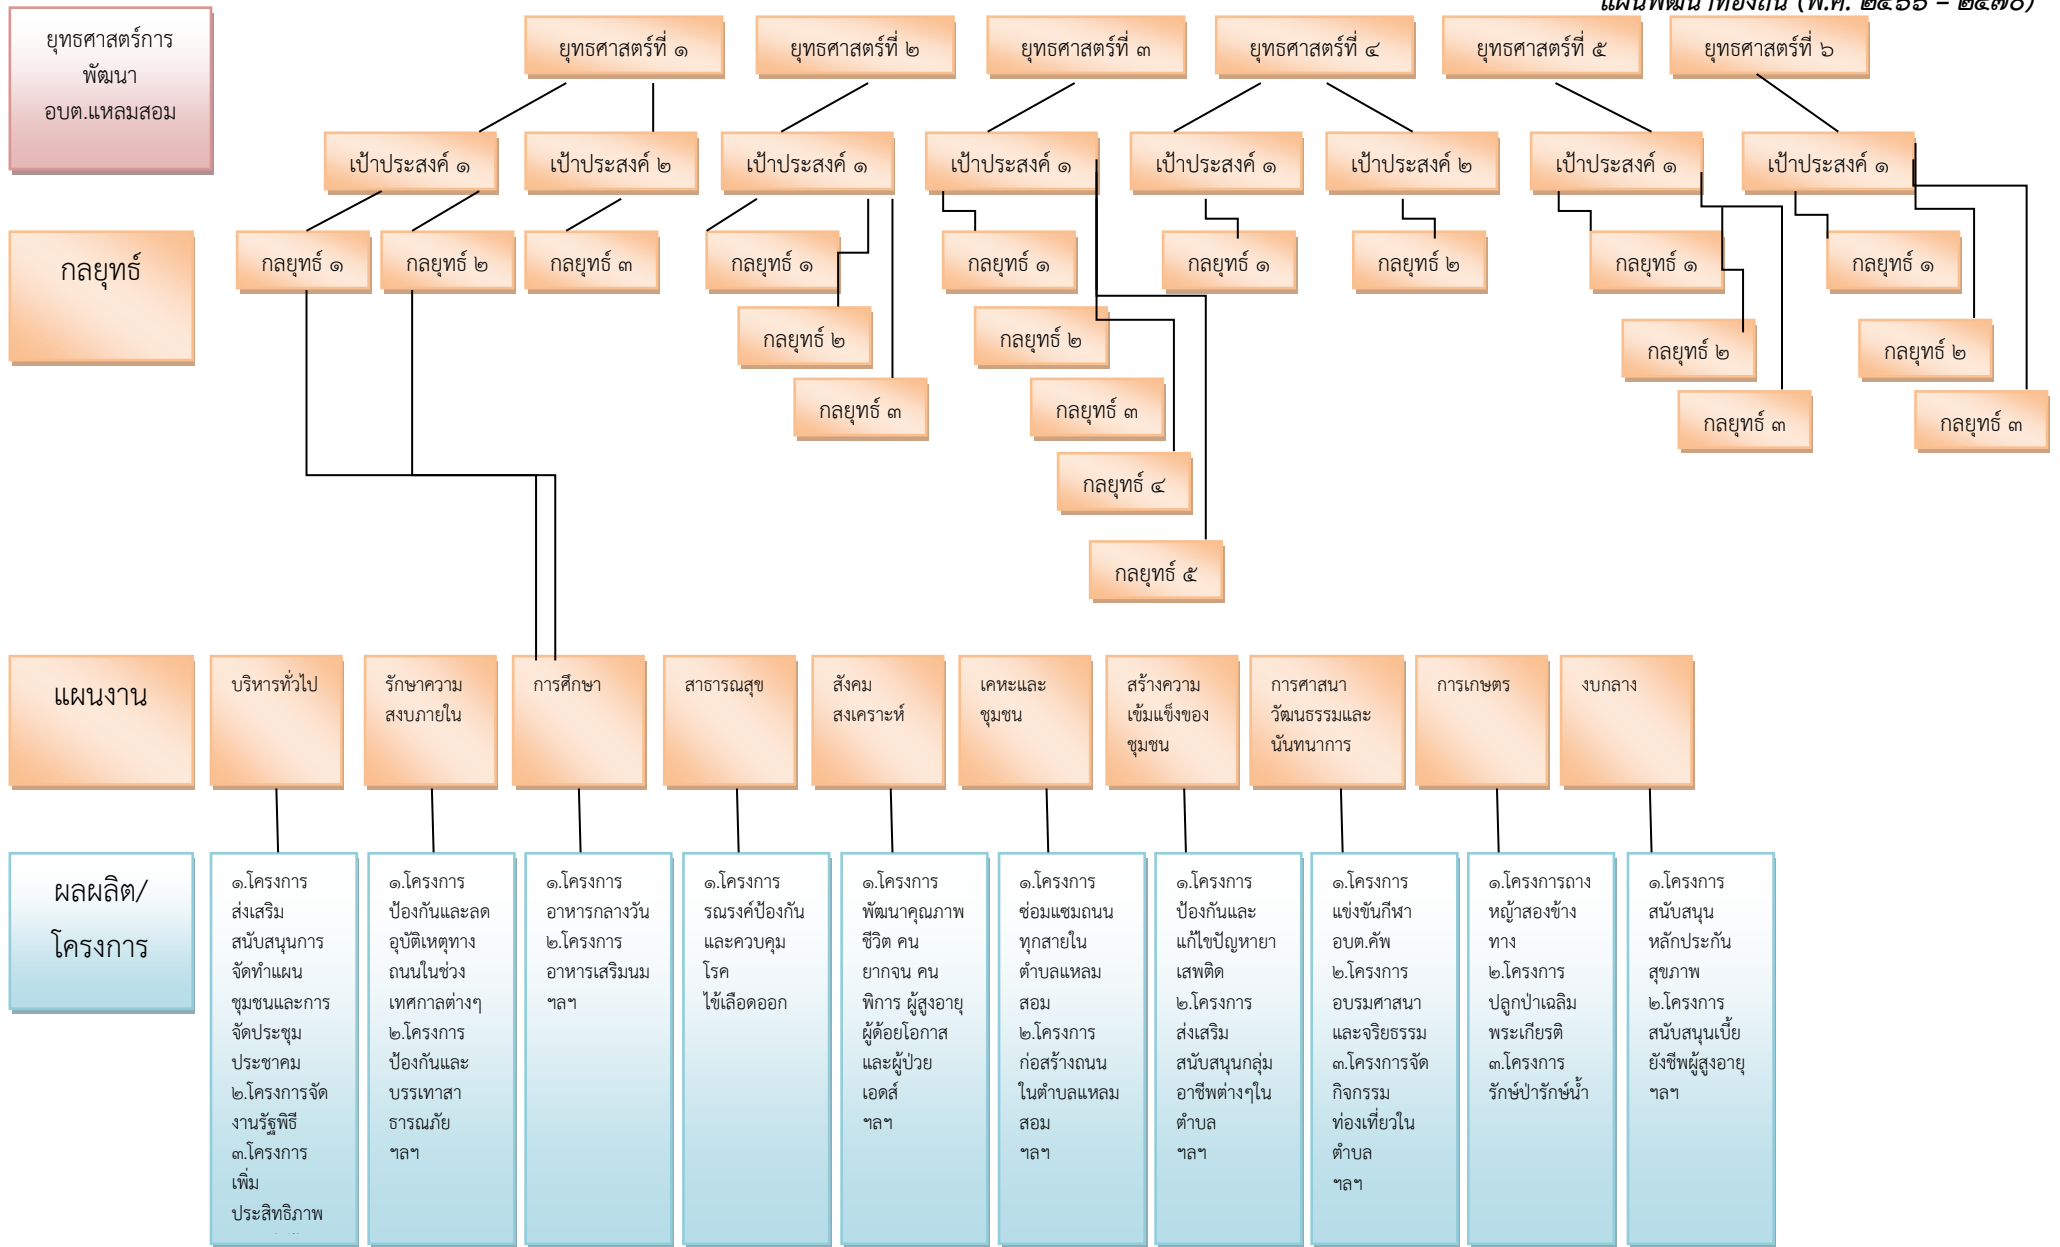 แผนพัฒนาท้องถิ่น (พ.ศ. ๒๕๖๖ – ๒๕๗๐)
ยุทธศาสตร์การ
พัฒนา
อบต.แหลมสอม
ยุทธศาสตร์ที่ ๑
ยุทธศาสตร์ที่ ๒
ยุทธศาสตร์ที่ ๓
ยุทธศาสตร์ที่ ๔
ยุทธศาสตร์ที่ ๕
ยุทธศาสตร์ที่ ๖
เป้าประสงค์ ๑
เป้าประสงค์ ๒
เป้าประสงค์ ๑
เป้าประสงค์ ๑
เป้าประสงค์ ๑
เป้าประสงค์ ๒
เป้าประสงค์ ๑
เป้าประสงค์ ๑
กลยุทธ์
กลยุทธ์ ๑
กลยุทธ์ ๒
กลยุทธ์ ๓
กลยุทธ์ ๑
กลยุทธ์ ๑
กลยุทธ์ ๑
กลยุทธ์ ๒
กลยุทธ์ ๑
กลยุทธ์ ๑
กลยุทธ์ ๒
กลยุทธ์ ๒
กลยุทธ์ ๒
กลยุทธ์ ๒
กลยุทธ์ ๓
กลยุทธ์ ๓
กลยุทธ์ ๓
กลยุทธ์ ๓
กลยุทธ์ ๔
กลยุทธ์ ๕
แผนงาน
บริหารทั่วไป
รักษาความ
สงบภายใน
การศึกษา
สาธารณสุข
สังคม
สงเคราะห์
เคหะและ
ชุมชน
สร้างความ
เข้มแข็งของ
ชุมชน
การศาสนา
วัฒนธรรมและ
นันทนาการ
การเกษตร
งบกลาง
ผลผลิต/
โครงการ
๑.โครงการ
ส่งเสริม
สนับสนุนการ
จัดทำแผน
ชุมชนและการ
จัดประชุม
ประชาคม
๒.โครงการจัด
งานรัฐพิธี
๓.โครงการ
เพิ่ม
ประสิทธิภาพ
๑.โครงการ
ป้องกันและลด
อุบัติเหตุทาง
ถนนในช่วง
เทศกาลต่างๆ
๒.โครงการ
ป้องกันและ
บรรเทาสา
ธารณภัย
ฯลฯ
๑.โครงการ
อาหารกลางวัน
๒.โครงการ
อาหารเสริมนม
ฯลฯ
๑.โครงการ
รณรงค์ป้องกัน
และควบคุม
โรค
ไข้เลือดออก
๑.โครงการ
พัฒนาคุณภาพ
ชีวิต คน
ยากจน คน
พิการ ผู้สูงอายุ
ผู้ด้อยโอกาส
และผู้ป่วย
เอดส์
ฯลฯ
๑.โครงการ
ซ่อมแซมถนน
ทุกสายใน
ตำบลแหลม
สอม
๒.โครงการ
ก่อสร้างถนน
ในตำบลแหลม
สอม
ฯลฯ
๑.โครงการ
ป้องกันและ
แก้ไขปัญหายา
เสพติด
๒.โครงการ
ส่งเสริม
สนับสนุนกลุ่ม
อาชีพต่างๆใน
ตำบล
ฯลฯ
๑.โครงการ
แข่งขันกีฬา
อบต.คัพ
๒.โครงการ
อบรมศาสนา
และจริยธรรม
๓.โครงการจัด
กิจกรรม
ท่องเที่ยวใน
ตำบล
ฯลฯ
๑.โครงการถาง
หญ้าสองข้าง
ทาง
๒.โครงการ
ปลูกป่าเฉลิม
พระเกียรติ
๓.โครงการ
รักษ์ป่ารักษ์น้ำ
๑.โครงการ
สนับสนุน
หลักประกัน
สุขภาพ
๒.โครงการ
สนับสนุนเบี้ย
ยังชีพผู้สูงอายุ
ฯลฯ